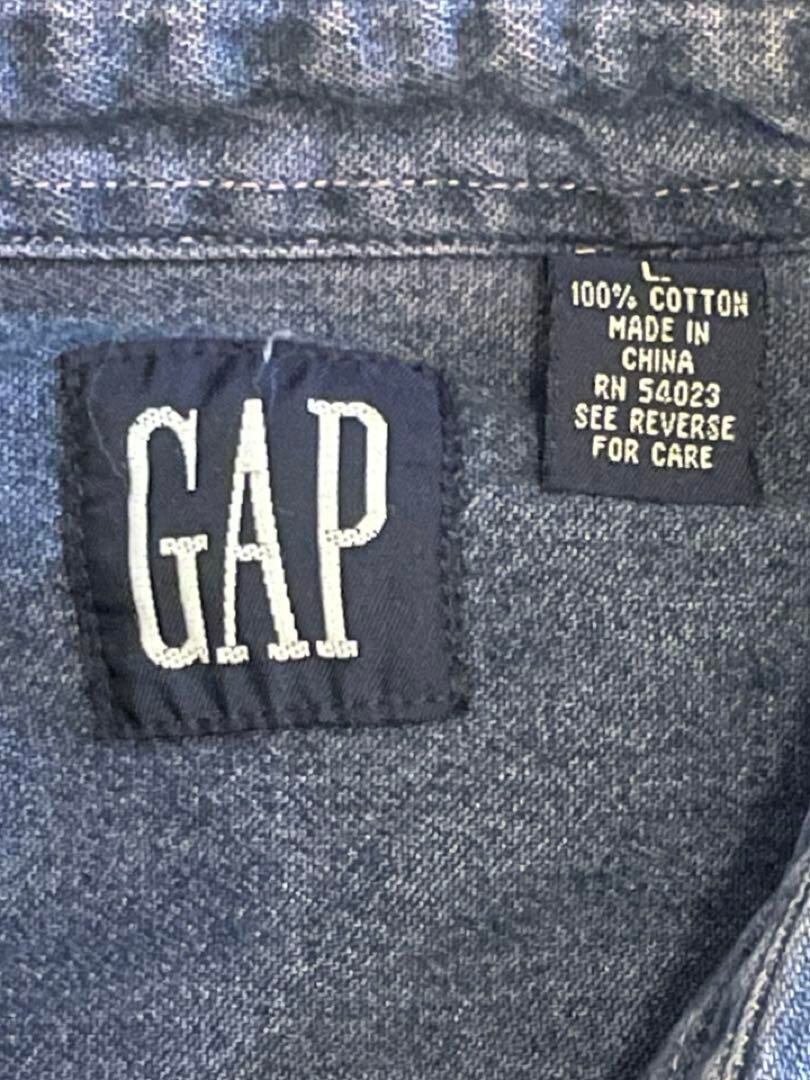 GAP
L
100% COTTON
MADE IN
CHINA
RN 54023
SEE REVERSE
FOR CARE